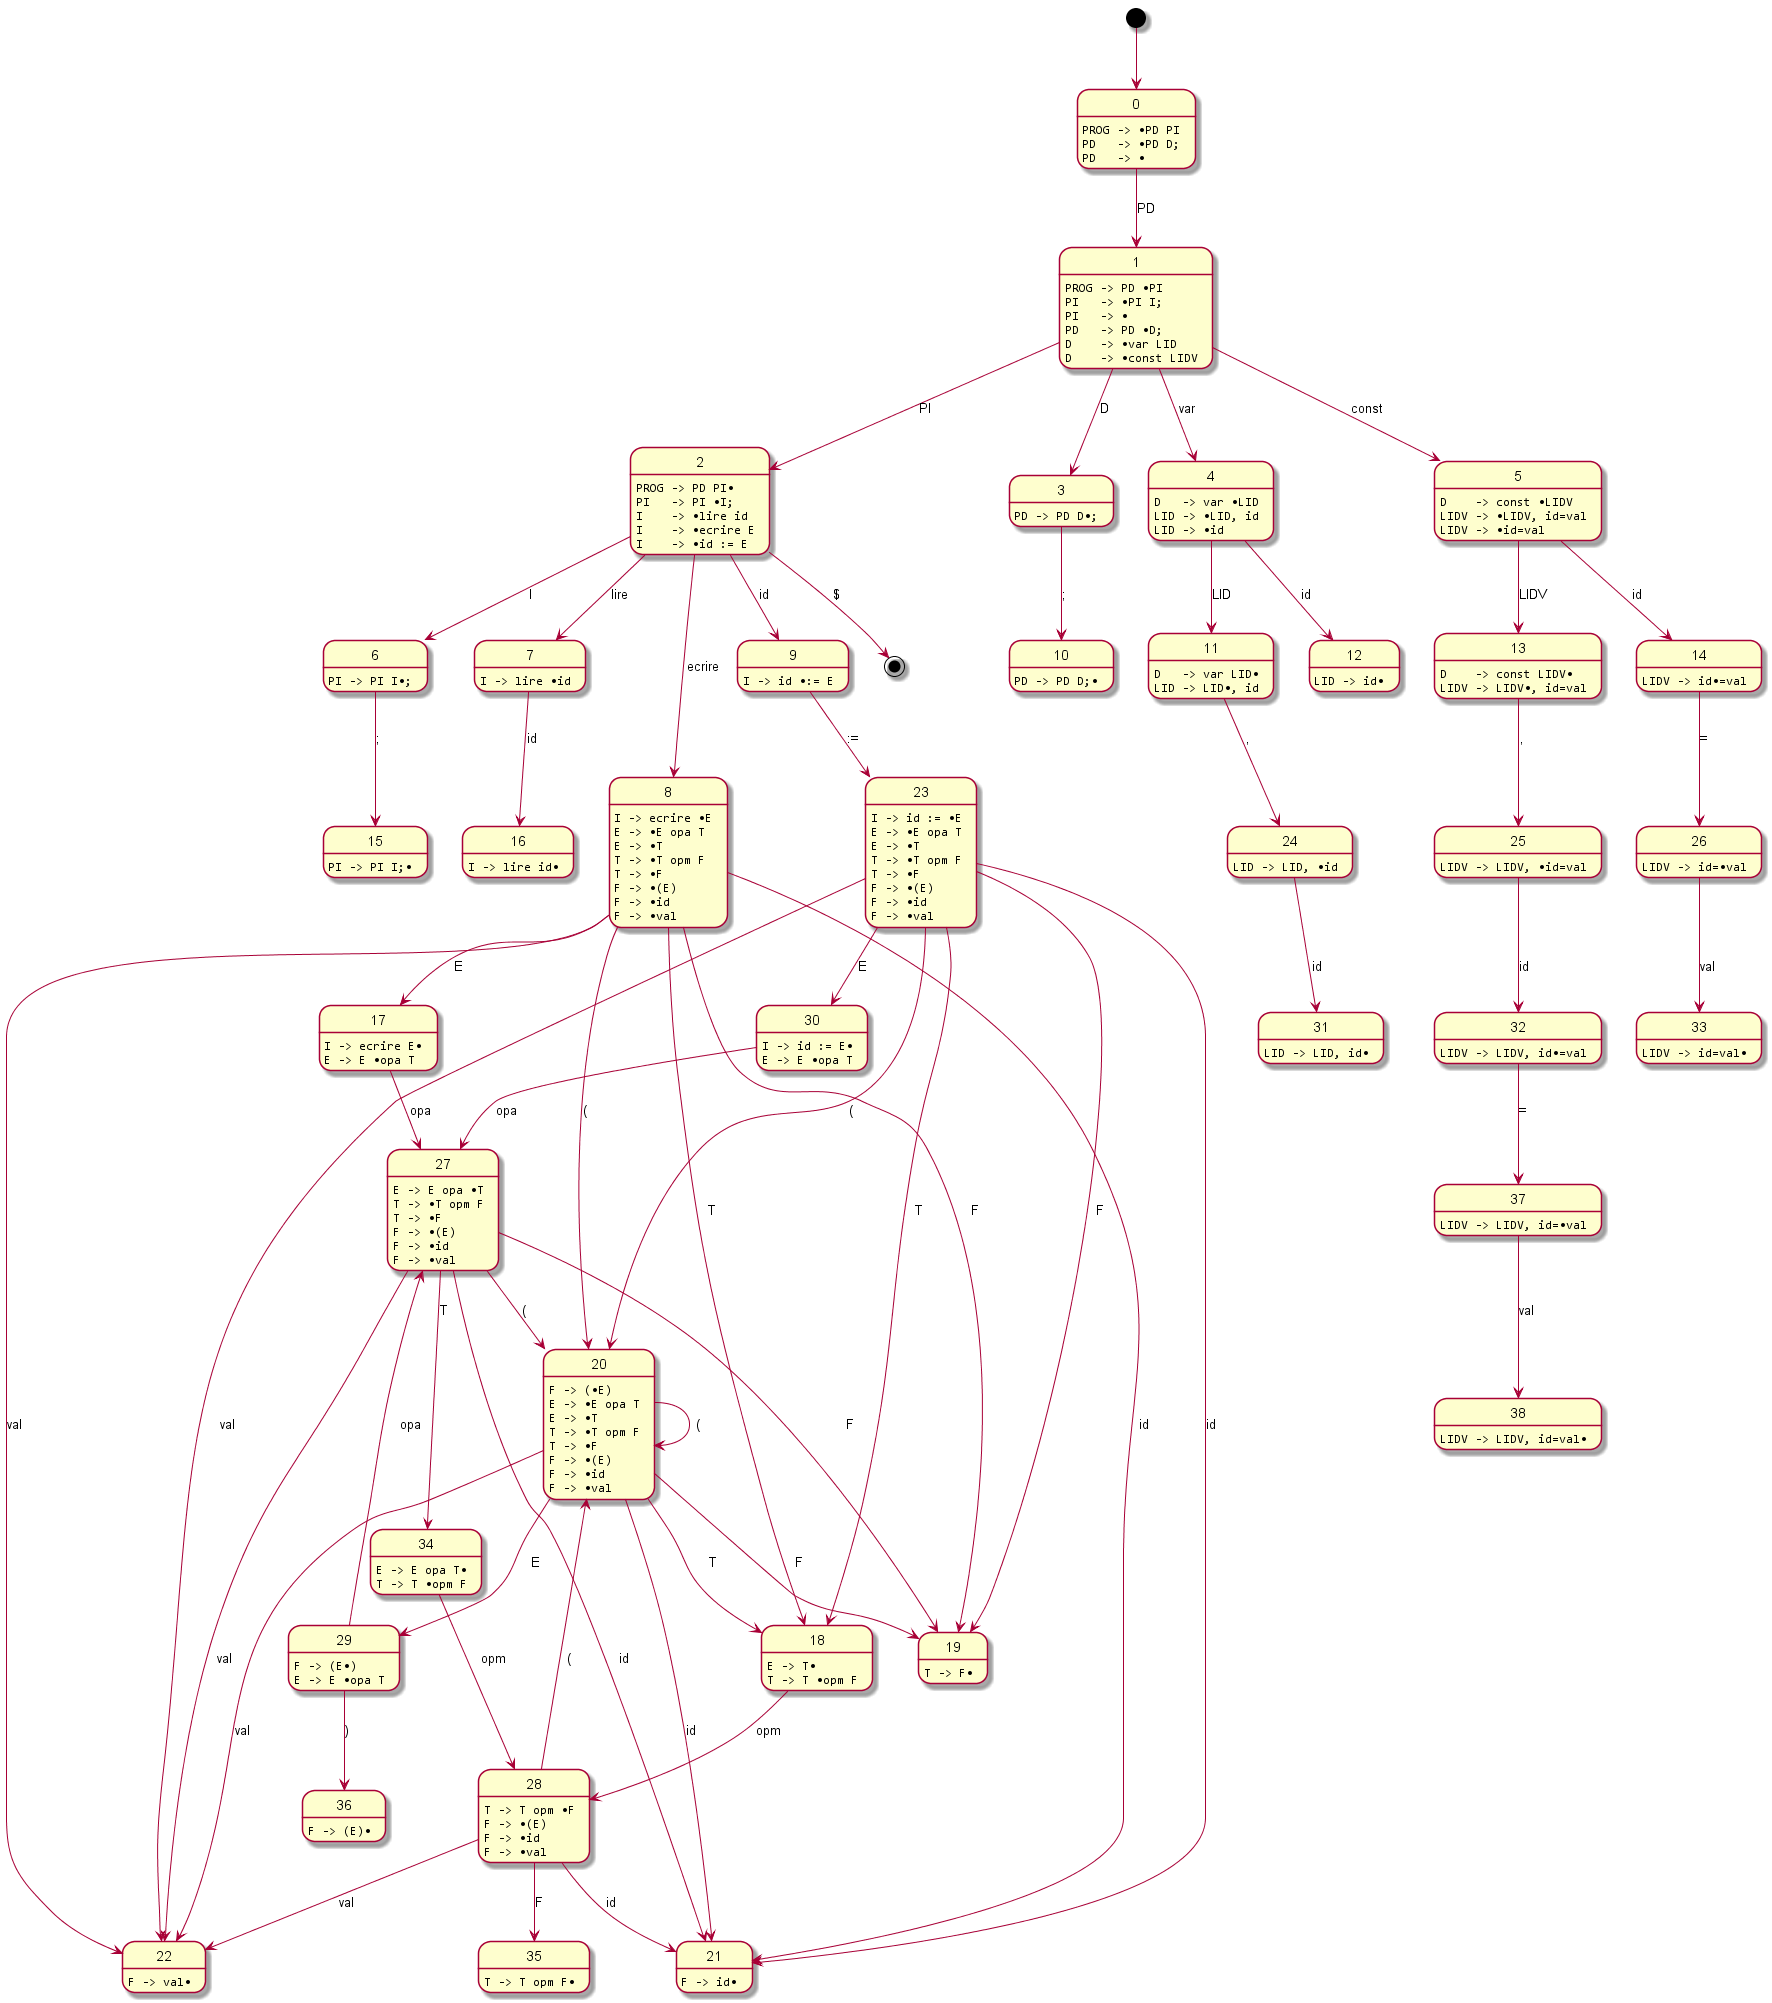 0
PROG -> •PD PI
PD   -> •PD D;
PD   -> •
PD
1
PROG -> PD •PI
PI   -> •PI I;
PI   -> •
PD   -> PD •D;
D    -> •var LID
D    -> •const LIDV
PI
D
var
const
2
PROG -> PD PI•
PI   -> PI •I;
I    -> •lire id
I    -> •ecrire E
I    -> •id := E
3
PD -> PD D•;
4
D   -> var •LID
LID -> •LID, id
LID -> •id
5
D    -> const •LIDV
LIDV -> •LIDV, id=val
LIDV -> •id=val
I
lire
ecrire
id
$
;
LID
id
LIDV
id
6
PI -> PI I•;
7
I -> lire •id
9
I -> id •:= E
10
PD -> PD D;•
11
D   -> var LID•
LID -> LID•, id
12
LID -> id•
13
D    -> const LIDV•
LIDV -> LIDV•, id=val
14
LIDV -> id•=val
;
id
:=
,
,
=
15
PI -> PI I;•
16
I -> lire id•
8
I -> ecrire •E
E -> •E opa T
E -> •T
T -> •T opm F
T -> •F
F -> •(E)
F -> •id
F -> •val
23
I -> id := •E
E -> •E opa T
E -> •T
T -> •T opm F
T -> •F
F -> •(E)
F -> •id
F -> •val
24
LID -> LID, •id
25
LIDV -> LIDV, •id=val
26
LIDV -> id=•val
E
E
id
id
val
17
I -> ecrire E•
E -> E •opa T
30
I -> id := E•
E -> E •opa T
31
LID -> LID, id•
32
LIDV -> LIDV, id•=val
33
LIDV -> id=val•
opa
opa
(
(
=
27
E -> E opa •T
T -> •T opm F
T -> •F
F -> •(E)
F -> •id
F -> •val
T
T
F
F
37
LIDV -> LIDV, id=•val
T
(
val
20
F -> (•E)
E -> •E opa T
E -> •T
T -> •T opm F
T -> •F
F -> •(E)
F -> •id
F -> •val
val
val
opa
(
F
id
id
38
LIDV -> LIDV, id=val•
34
E -> E opa T•
T -> T •opm F
E
T
F
29
F -> (E•)
E -> E •opa T
18
E -> T•
T -> T •opm F
19
T -> F•
val
opm
(
id
val
)
id
opm
36
F -> (E)•
28
T -> T opm •F
F -> •(E)
F -> •id
F -> •val
val
F
id
22
F -> val•
35
T -> T opm F•
21
F -> id•